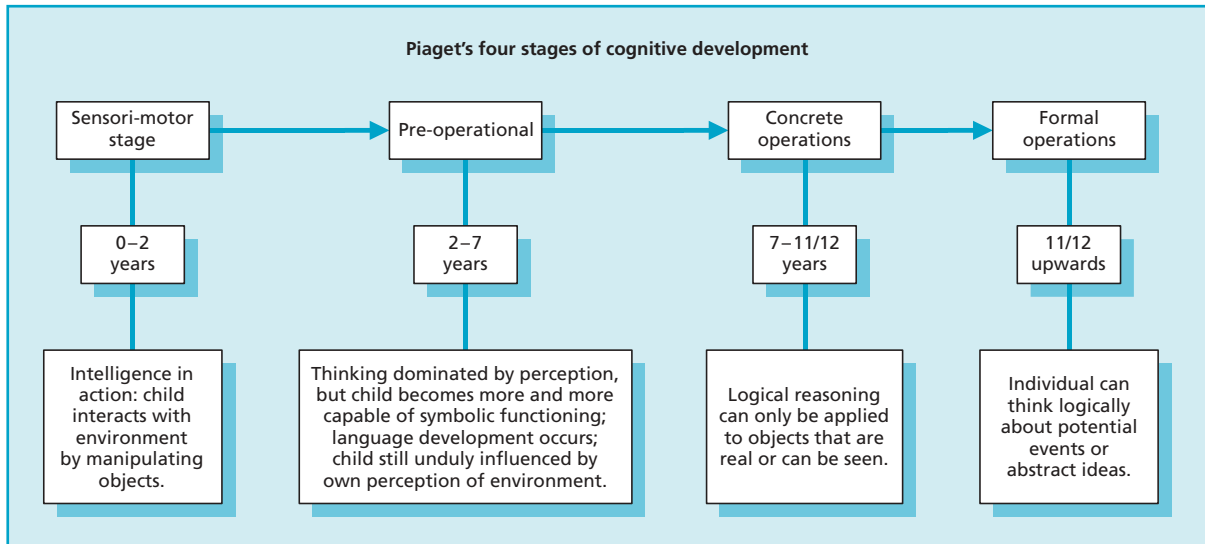 Piaget's four stages of cognitive development
Sensori-motor
stage
Pre-operational
Concrete
operations
Formal
operations
0–2
years
2–7
years
7–11/12
years
11/12
upwards
Intelligence in
action: child
interacts with
environment
by manipulating
objects.
Thinking dominated by perception,
but child becomes more and more
capable of symbolic functioning;
language development occurs;
child still unduly influenced by
own perception of environment.
Logical reasoning
can only be applied
to objects that are
real or can be seen.
Individual can
think logically
about potential
events or
abstract ideas.